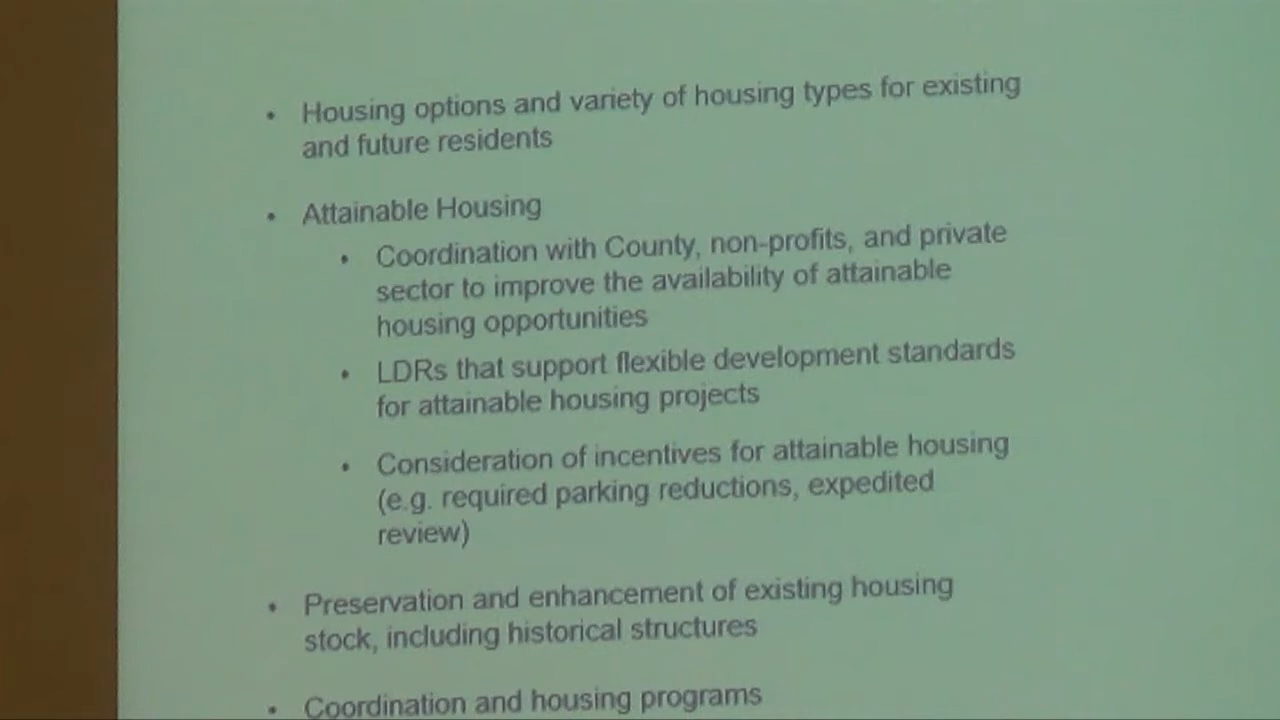 • Housing options and variety of housing types for existing
and future residents
• Attainable Housing
• Coordination with County, non-profits, and private
sector to improve the availability of attainable
housing opportunities
• LDRs that support flexible development standards
for attainable housing projects
• Consideration of incentives for attainable housing
(e.g. required parking reductions, expedited
review)
• Preservation and enhancement of existing housing
stock, including historical structures
• Coordination and housing programs